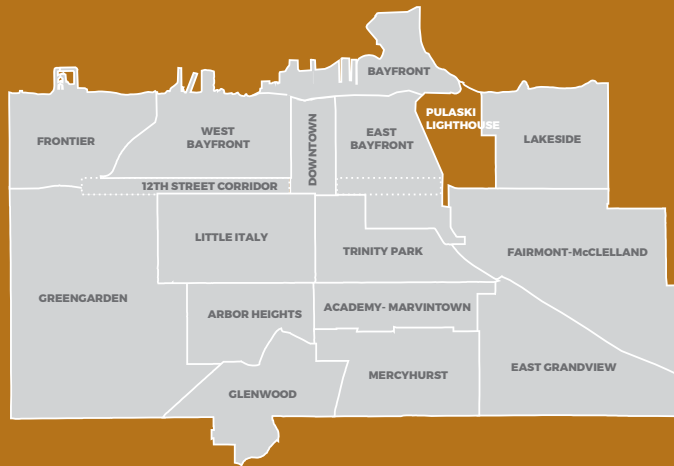 BAYFRONT
PULASKI
LIGHTHOUSE
FRONTIER
WEST
BAYFRONT
DOWNTOWN
EAST
BAYFRONT
LAKESIDE
12TH STREET CORRIDOR
LITTLE ITALY
TRINITY PARK
FAIRMONT-McCLELLAND
GREENGARDEN
ARBOR HEIGHTS
ACADEMY- MARVINTOWN
MERCYHURST
EAST GRANDVIEW
GLENWOOD